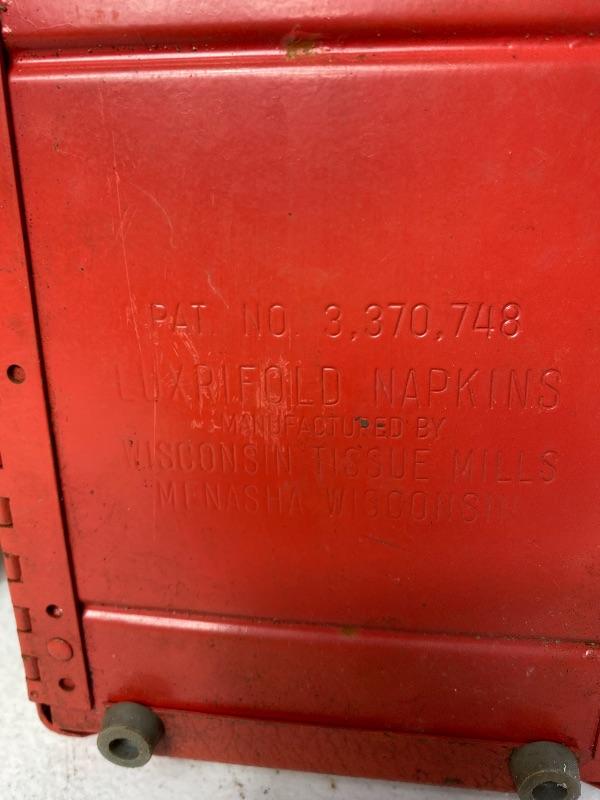 PAT. NO. 3,370,748
LUXRIFOLD NAPKINS
MANUFACTURED BY
WISCONSIN TISSUE MILLS
MENASHA WISCONSIN